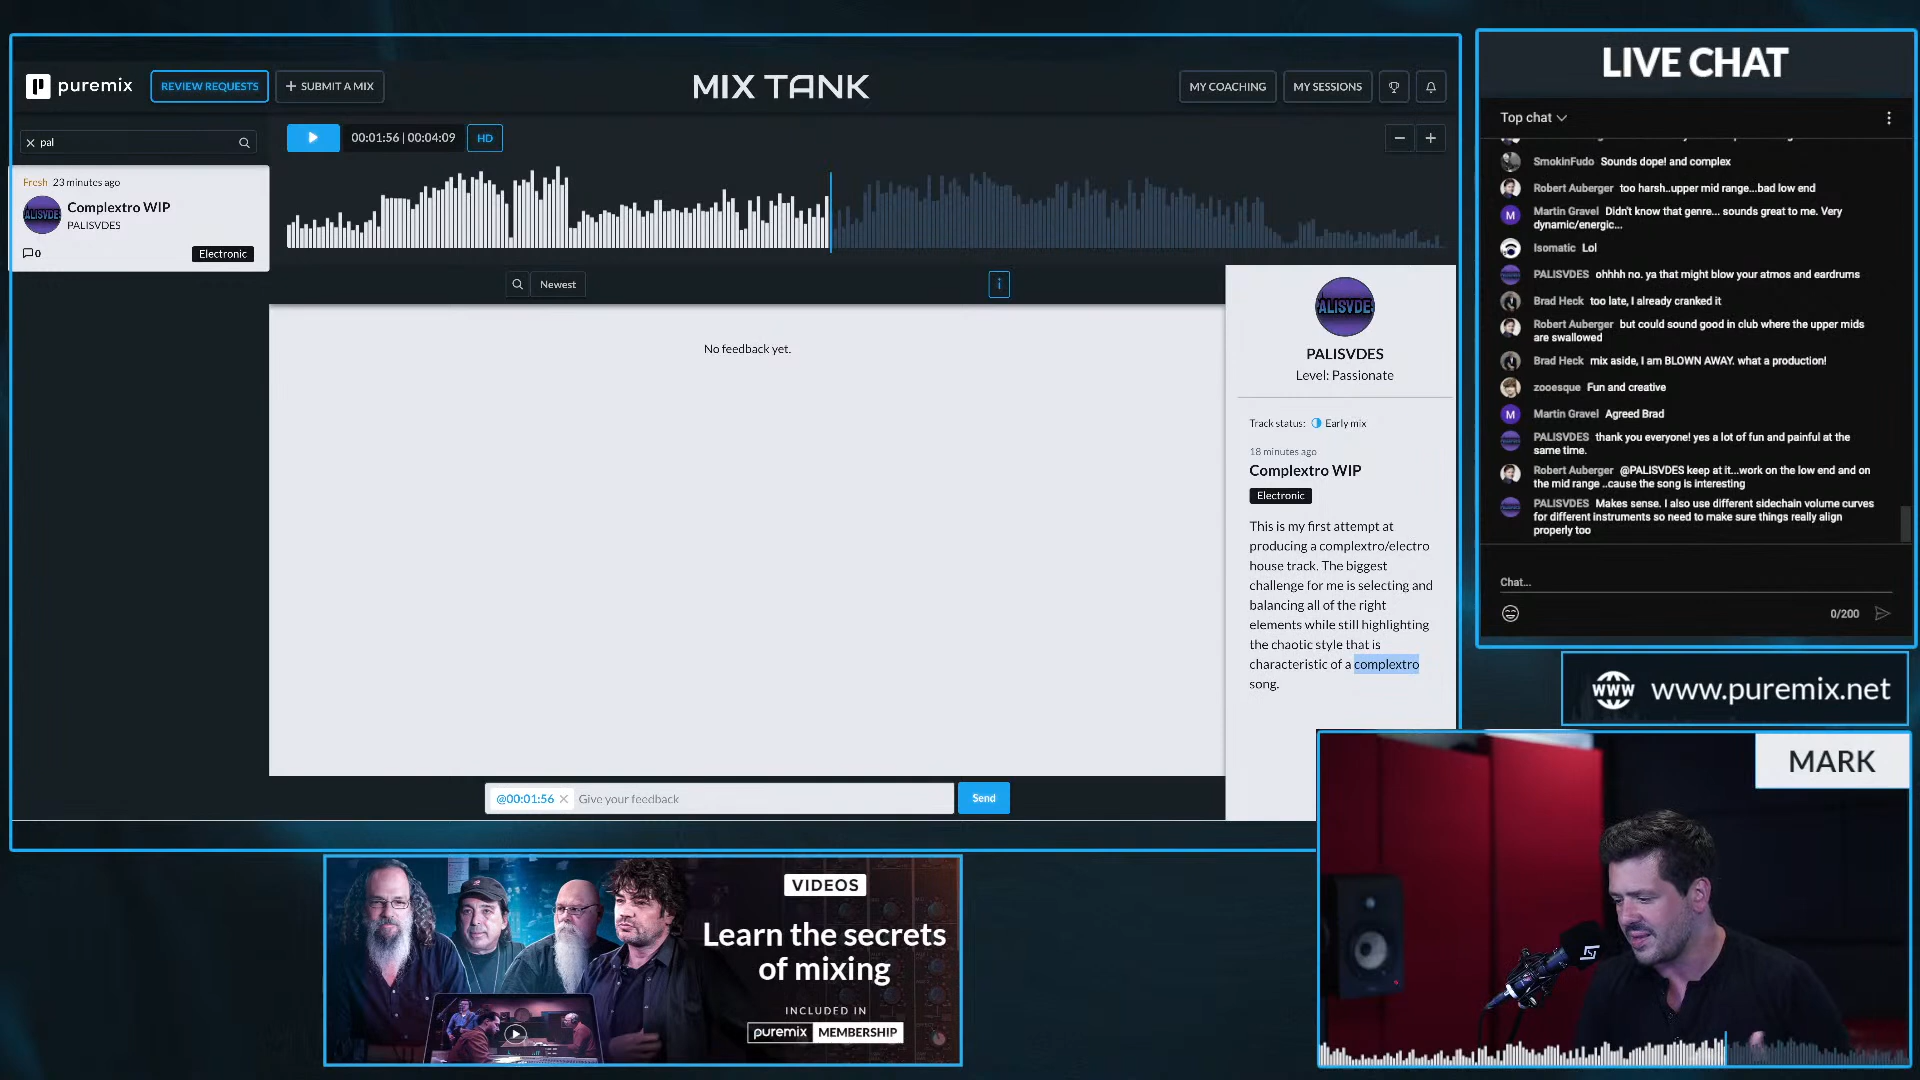 puremix
REVIEW REQUESTS
+ SUBMIT A MIX
MIX TANK
MY COACHING
MY SESSIONS
pal
00:01:56 | 00:04:09
HD
Fresh 23 minutes ago
ALISVDE
Complextro WIP
PALISVDES
0
Electronic
Newest
i
No feedback yet.
@00:01:56
Give your feedback
Send
ALISVDE
PALISVDES
Level: Passionate
Track status: Early mix
18 minutes ago
Complextro WIP
Electronic
This is my first attempt at
producing a complextro/electro
house track. The biggest
challenge for me is selecting and
balancing all of the right
elements while still highlighting
the chaotic style that is
characteristic of a complextro
song.
LIVE CHAT
Top chat
SmokinFudo Sounds dope! and complex
Robert Auberger too harsh..upper mid range...bad low end
M Martin Gravel Didn't know that genre... sounds great to me. Very
dynamic/energic...
Isomatic Lol
PALISVDES ohhhh no. ya that might blow your atmos and eardrums
Brad Heck too late, I already cranked it
Robert Auberger but could sound good in club where the upper mids
are swallowed
Brad Heck mix aside, I am BLOWN AWAY. what a production!
zooesque Fun and creative
M Martin Gravel Agreed Brad
PALISVDES thank you everyone! yes a lot of fun and painful at the
same time.
Robert Auberger @PALISVDES keep at it...work on the low end and on
the mid range ..cause the song is interesting
PALISVDES Makes sense. I also use different sidechain volume curves
for different instruments so need to make sure things really align
properly too
Chat...
0/200
WWW www.puremix.net
MARK
VIDEOS
Learn the secrets
of mixing
INCLUDED IN
puremix MEMBERSHIP